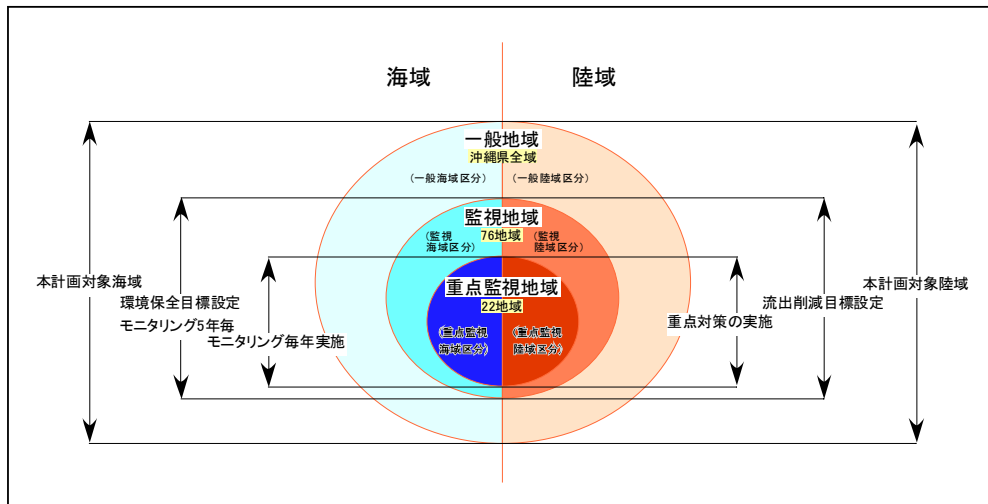 海域
陸域
一般地域
沖縄県全域
（一般海域区分）
（一般陸域区分）
監視地域
76地域
（監視
海域区分）
（監視
陸域区分）
重点監視地域
22地域
（重点監視
海域区分）
（重点監視
陸域区分）
本計画対象海域
環境保全目標設定
モニタリング5年毎
モニタリング毎年実施
重点対策の実施
流出削減目標設定
本計画対象陸域